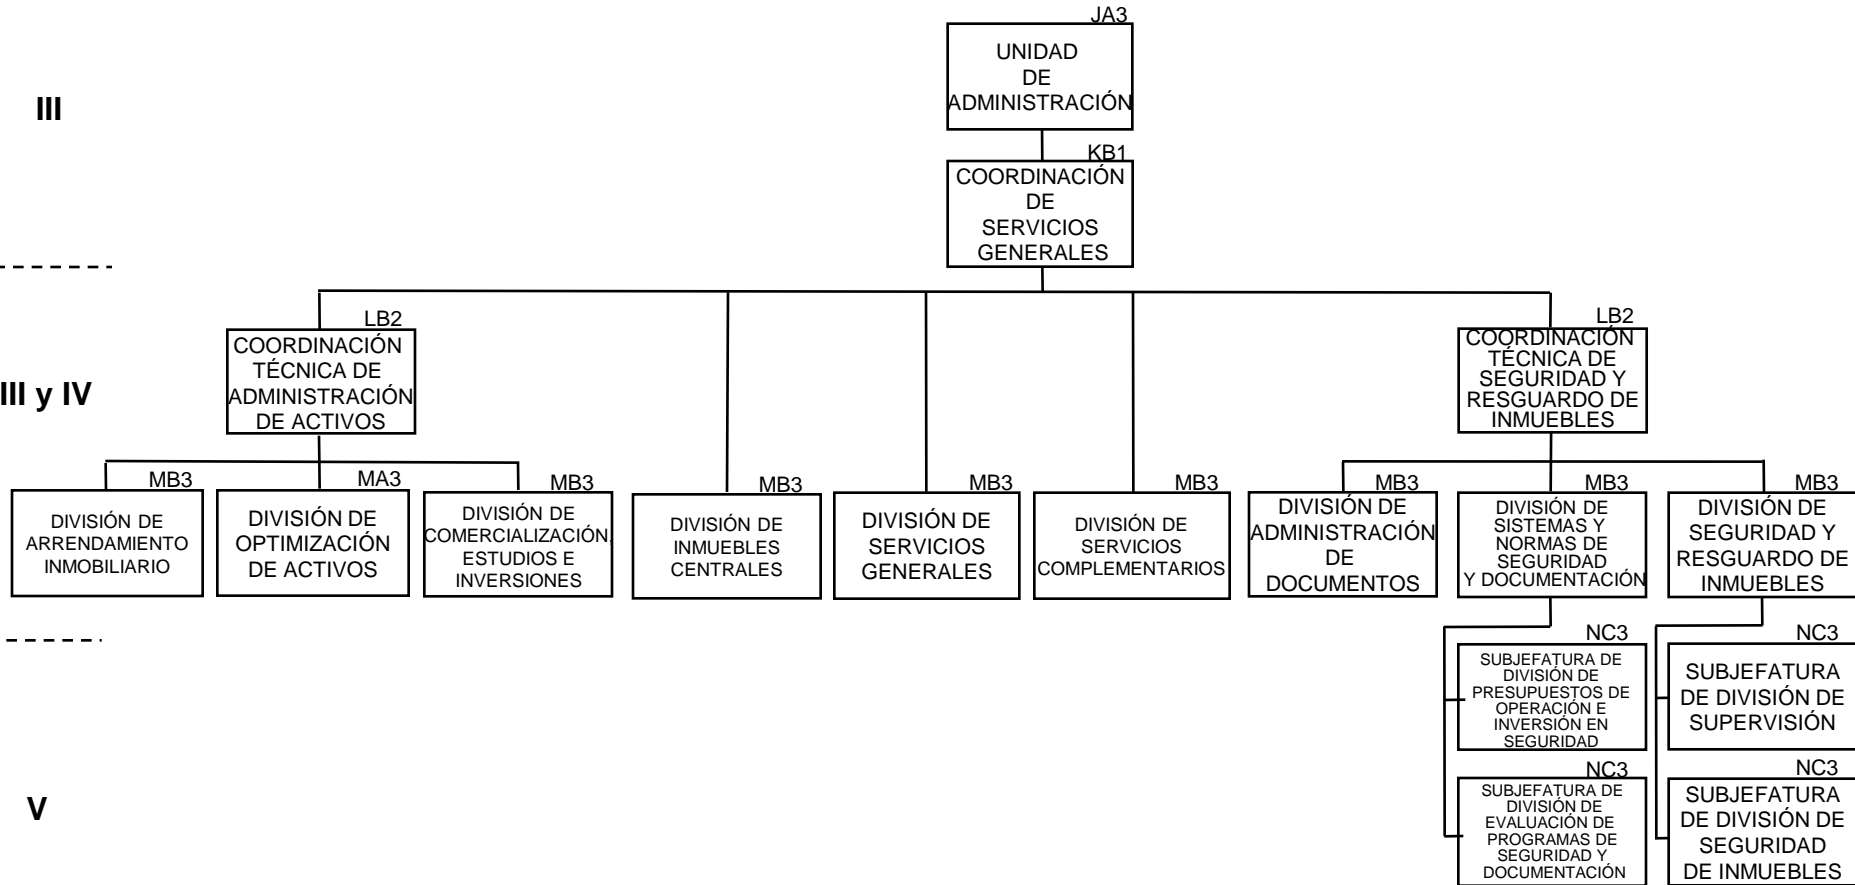 JA3
UNIDAD
DE
ADMINISTRACIÓN
III
KB1
COORDINACIÓN
DE
SERVICIOS
GENERALES
LB2
COORDINACIÓN
TÉCNICA DE
ADMINISTRACIÓN
DE ACTIVOS
LB2
COORDINACIÓN
TÉCNICA DE
SEGURIDAD Y
RESGUARDO DE
INMUEBLES
III y IV
MB3
DIVISIÓN DE
ARRENDAMIENTO
INMOBILIARIO
MA3
DIVISIÓN DE
OPTIMIZACIÓN
DE ACTIVOS
MB3
DIVISIÓN DE
COMERCIALIZACIÓN,
ESTUDIOS E
INVERSIONES
MB3
DIVISIÓN DE
INMUEBLES
CENTRALES
MB3
DIVISIÓN DE
SERVICIOS
GENERALES
MB3
DIVISIÓN DE
SERVICIOS
COMPLEMENTARIOS
MB3
DIVISIÓN DE
ADMINISTRACIÓN
DE
DOCUMENTOS
MB3
DIVISIÓN DE
SISTEMAS Y
NORMAS DE
SEGURIDAD
Y DOCUMENTACIÓN
MB3
DIVISIÓN DE
SEGURIDAD Y
RESGUARDO DE
INMUEBLES
NC3
SUBJEFATURA DE
DIVISIÓN DE
PRESUPUESTOS DE
OPERACIÓN E
INVERSIÓN EN
SEGURIDAD
NC3
SUBJEFATURA
DE DIVISIÓN DE
SUPERVISIÓN
V
NC3
SUBJEFATURA DE
DIVISIÓN DE
EVALUACIÓN DE
PROGRAMAS DE
SEGURIDAD Y
DOCUMENTACIÓN
NC3
SUBJEFATURA
DE DIVISIÓN DE
SEGURIDAD
DE INMUEBLES